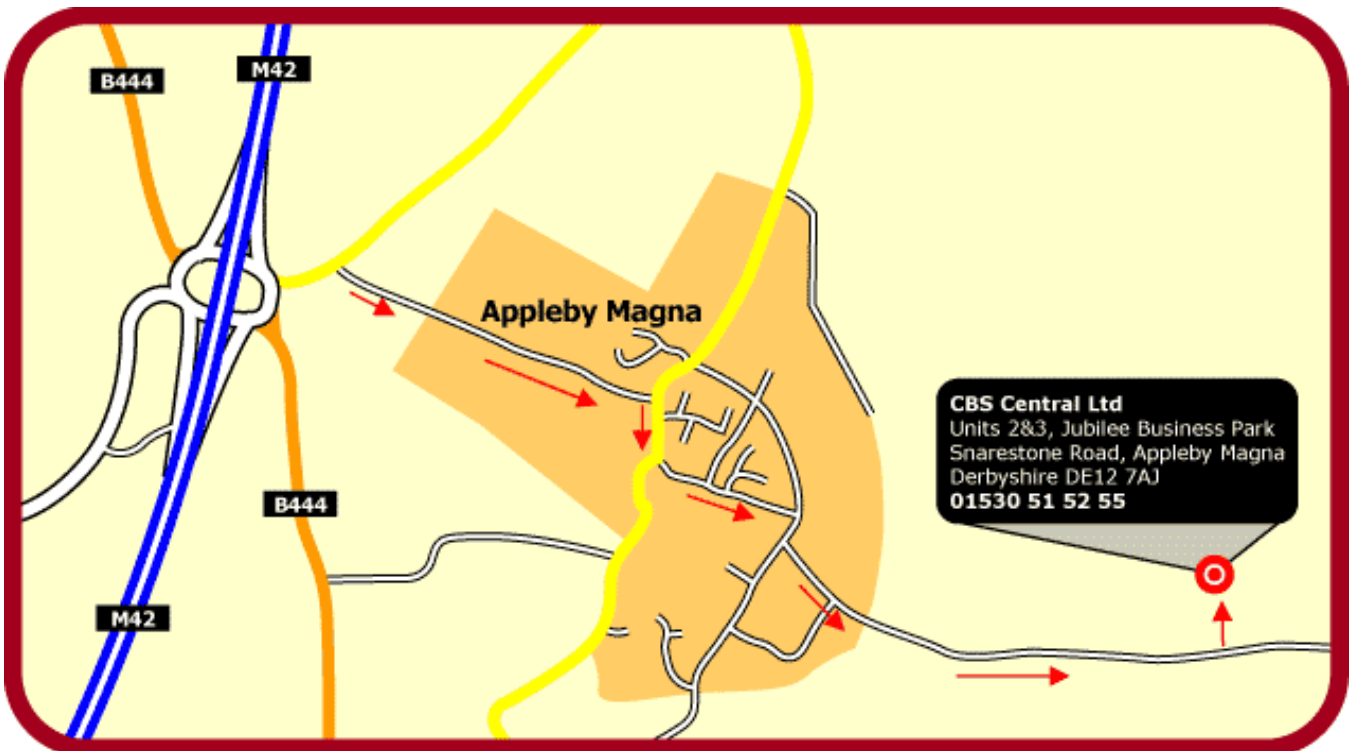 B444
M42
Appleby Magna
CBS Central Ltd
Units 2&3, Jubilee Business Park
Snarestone Road, Appleby Magna
Derbyshire DE12 7AJ
01530 51 52 55
B444
M42